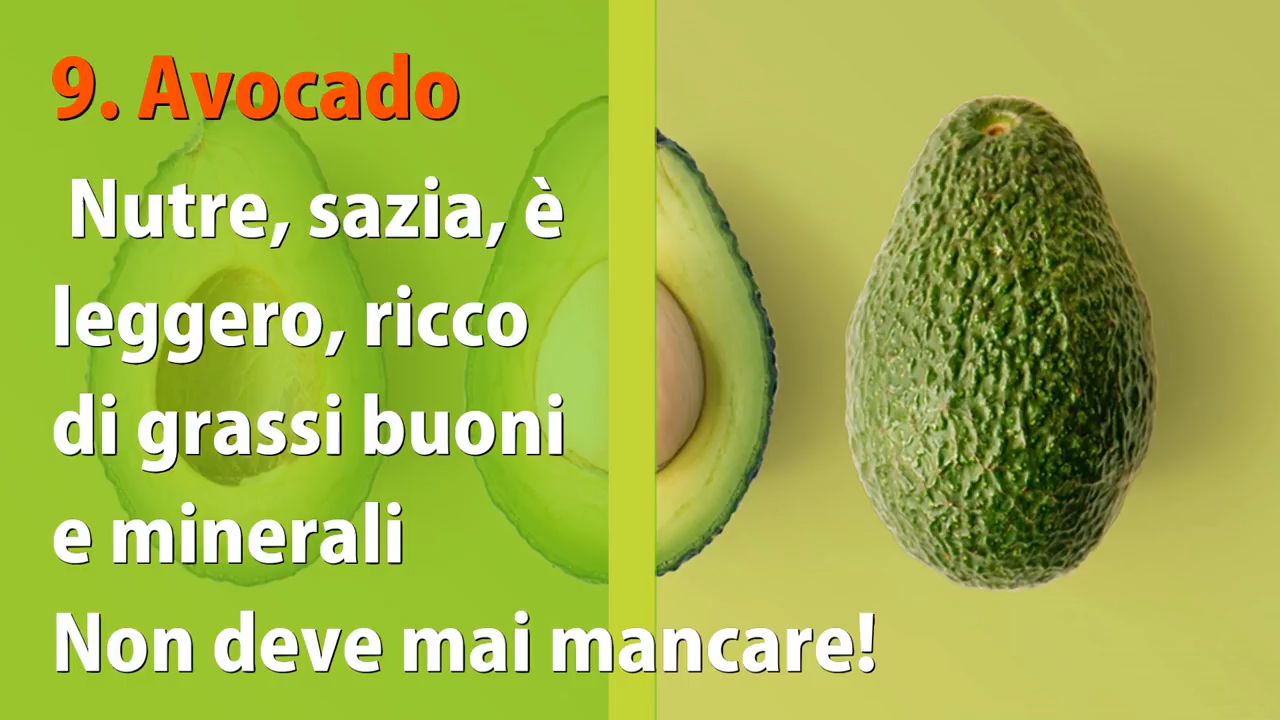 9. Avocado
Nutre, sazia, è
leggero, ricco
di grassi buoni
e minerali
Non deve mai mancare!